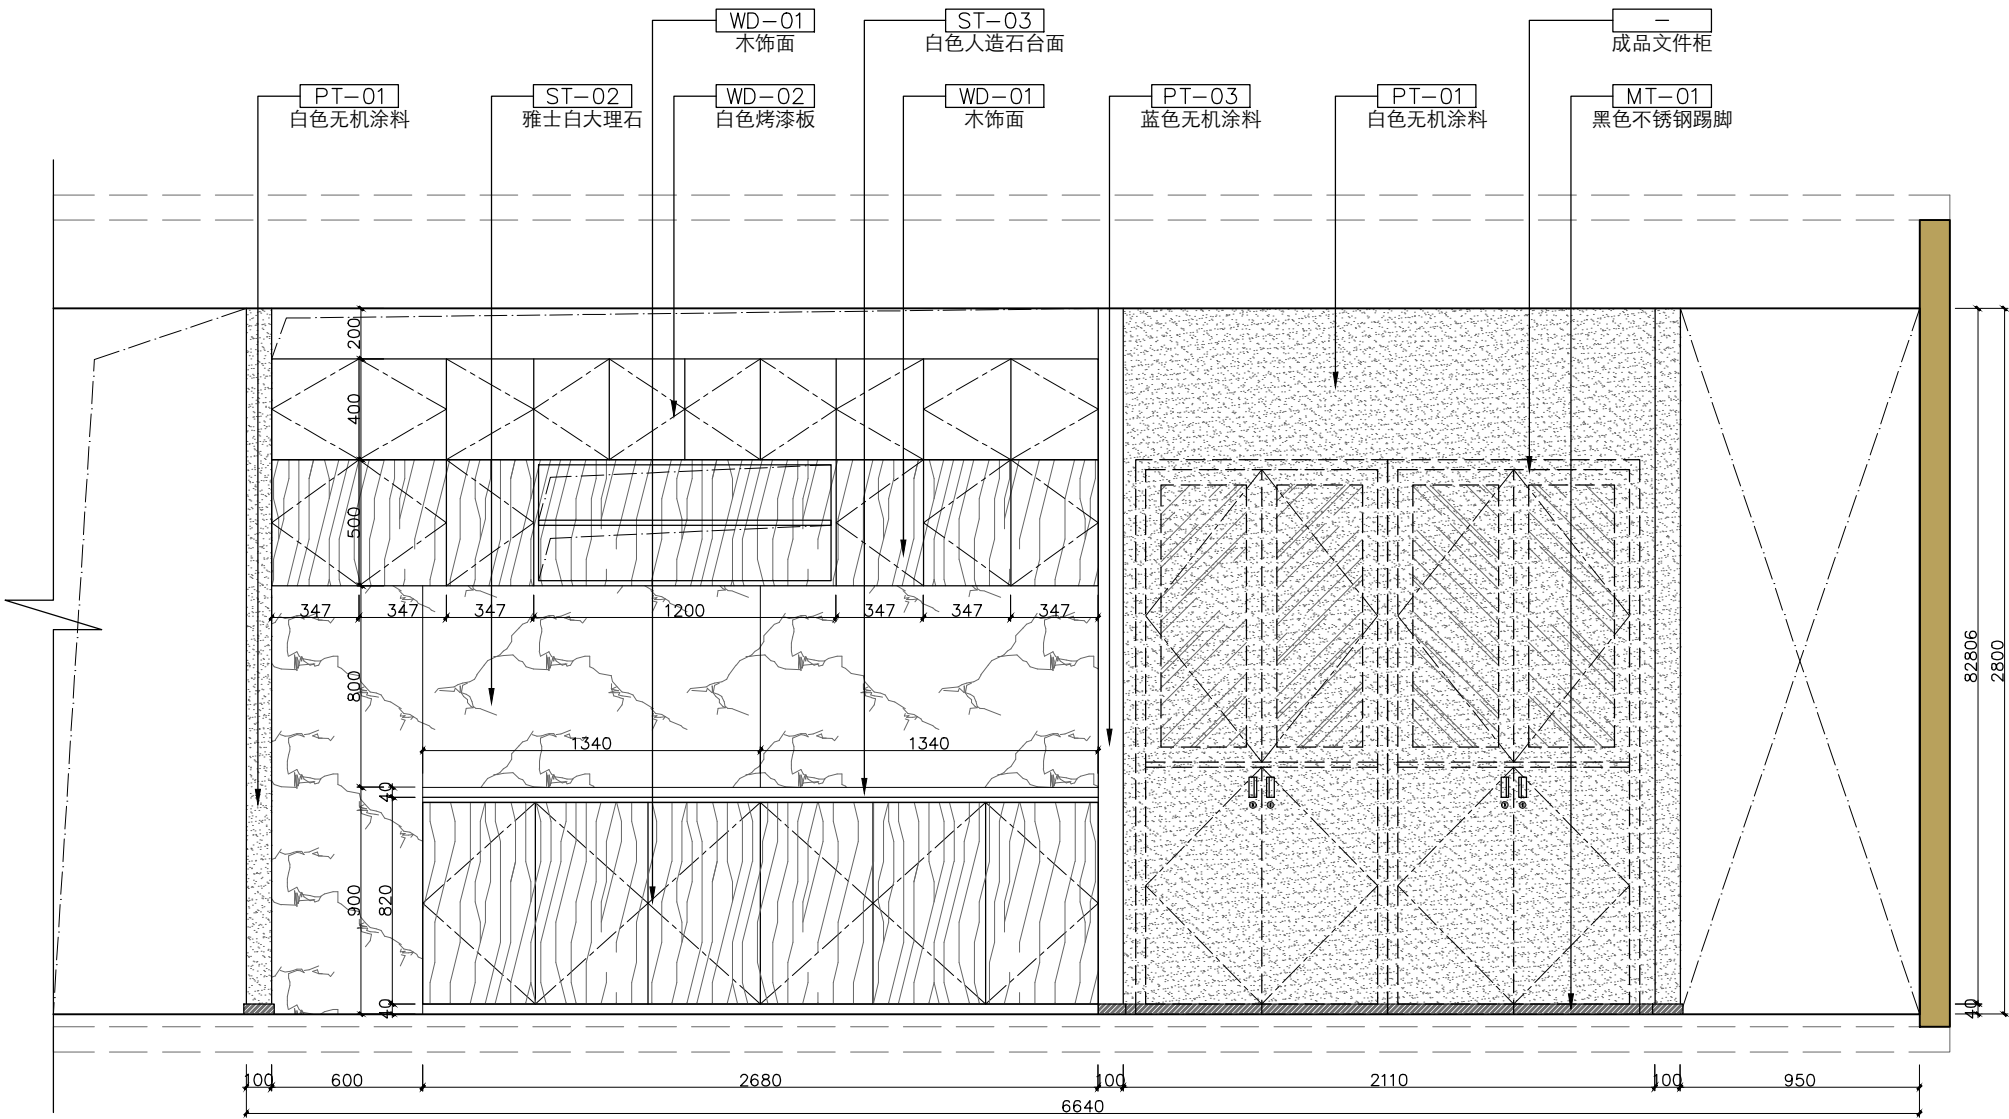 WD-01
木饰面
ST-03
白色人造石台面
-
成品文件柜
PT-01
白色无机涂料
ST-02
雅士白大理石
WD-02
白色烤漆板
WD-01
木饰面
PT-03
蓝色无机涂料
PT-01
白色无机涂料
MT-01
黑色不锈钢踢脚
200
400
500
347 347 347 1200 347 347 347
800
82806
2800
1340 1340
40
900
820
40
40
100 600 2680 100 2110 100 950
6640